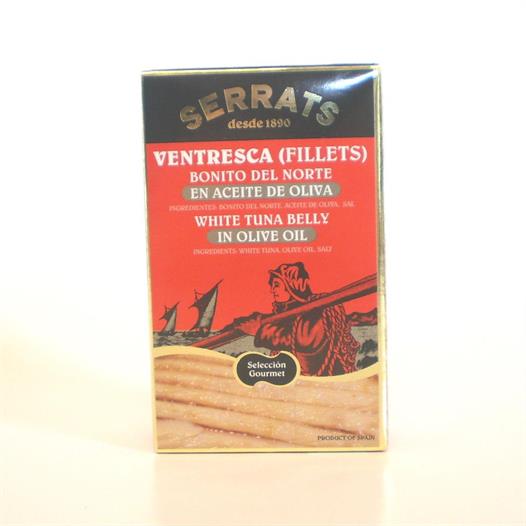 SERRATS
desde 1890
VENTRESCA (FILLETS)
BONITO DEL NORTE
EN ACEITE DE OLIVA
INGREDIENTES: BONITO DEL NORTE, ACEITE DE OLIVA, SAL
WHITE TUNA BELLY
IN OLIVE OIL
INGREDIENTS: WHITE TUNA, OLIVE OIL, SALT
Selección
Gourmet
PRODUCT OF SPAIN